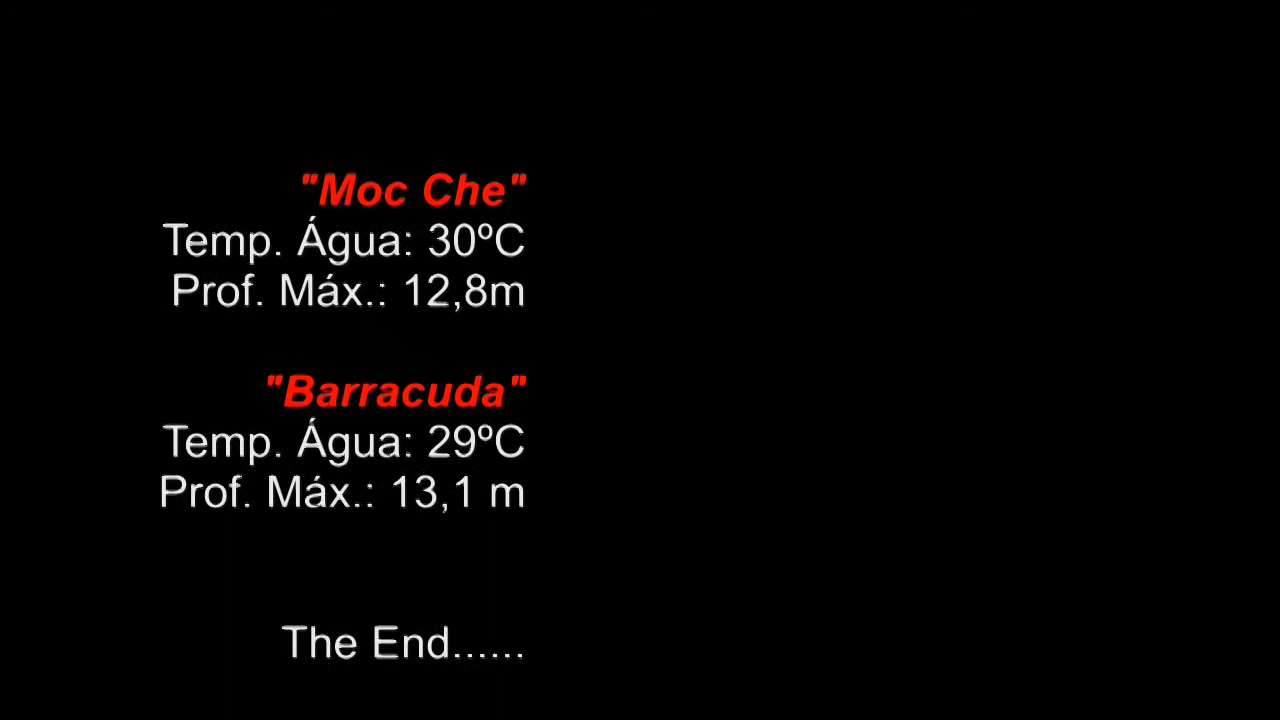 "Moc Che"
Temp. Água: 30ºC
Prof. Máx.: 12,8m
"Barracuda"
Temp. Água: 29ºC
Prof. Máx.: 13,1 m
The End......